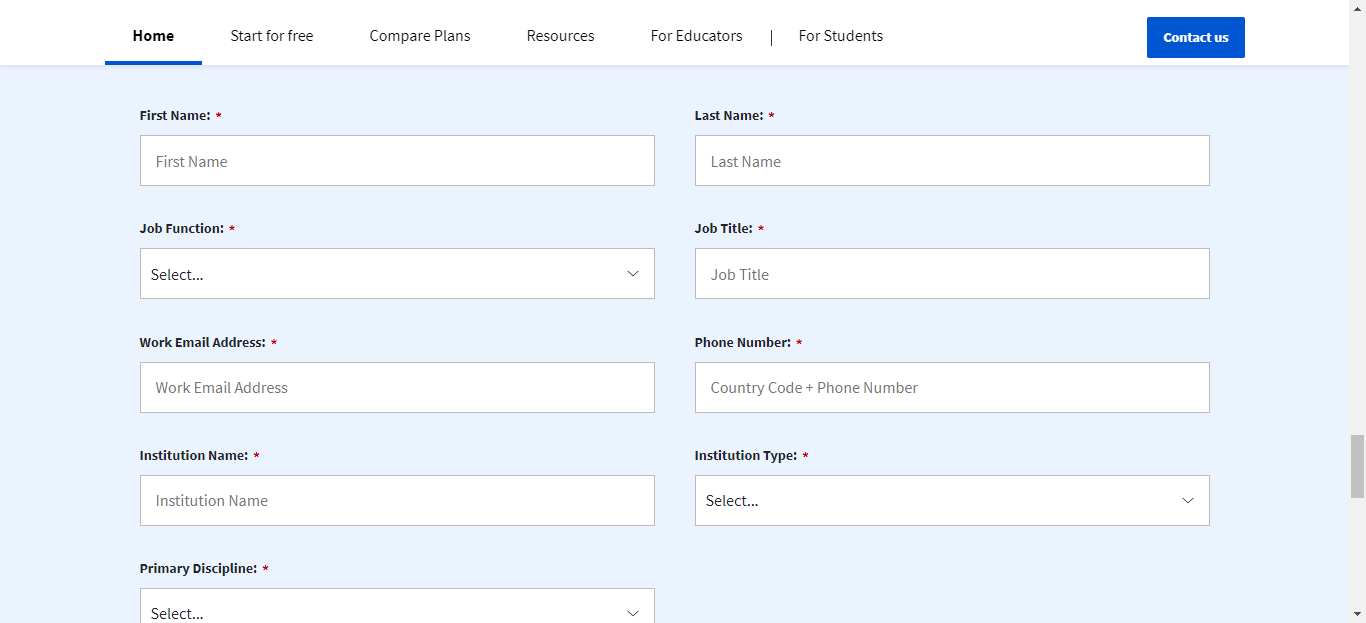 Home Start for free Compare Plans Resources For Educators | For Students Contact us
First Name: * Last Name: *
First Name Last Name
Job Function: * Job Title: *
Select... Job Title
Work Email Address: * Phone Number: *
Work Email Address Country Code + Phone Number
Institution Name: * Institution Type: *
Institution Name Select...
Primary Discipline: *
Select...